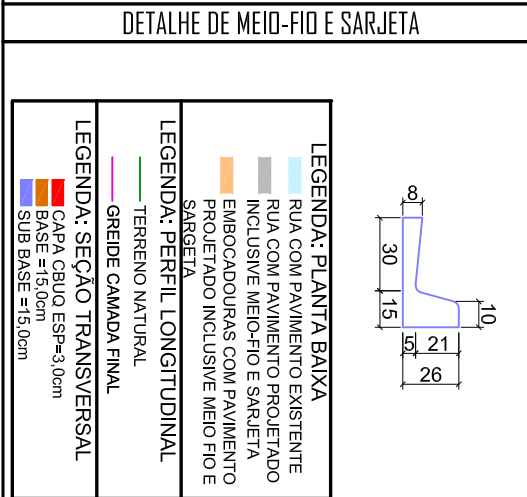 DETALHE DE MEIO-FIO E SARJETA
8
30
15
10
5
21
26
LEGENDA: PLANTA BAIXA
RUA COM PAVIMENTO EXISTENTE
RUA COM PAVIMENTO PROJETADO
INCLUSIVE MEIO-FIO E SARJETA
EMBOCADOURAS COM PAVIMENTO
PROJETADO INCLUSIVE MEIO FIO E
SARGETA
LEGENDA: PERFIL LONGITUDINAL
TERRENO NATURAL
GREIDE CAMADA FINAL
LEGENDA: SEÇÃO TRANSVERSAL
CAPA CBUQ ESP=3,0cm
BASE =15,0cm
SUB BASE =15,0cm